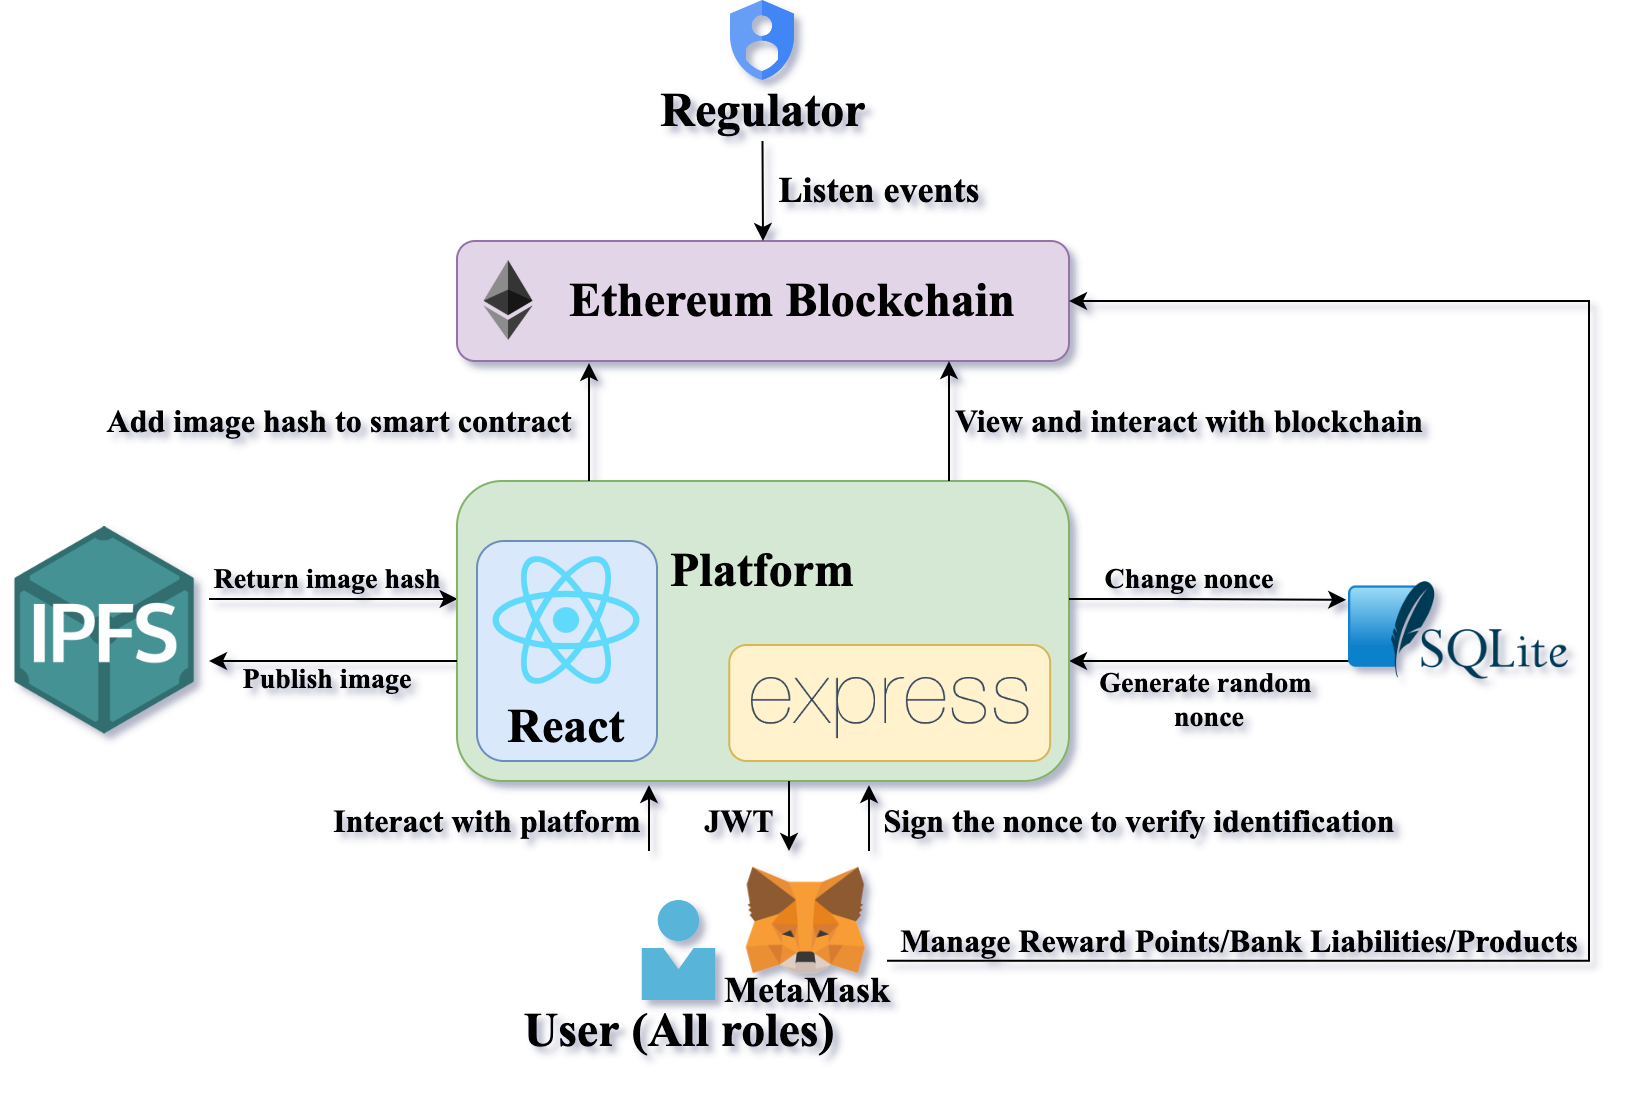 Regulator
Listen events
Ethereum Blockchain
Add image hash to smart contract
View and interact with blockchain
Platform
Return image hash
Change nonce
IPFS
SQLite
Publish image
Generate random
nonce
express
React
Interact with platform
JWT
Sign the nonce to verify identification
Manage Reward Points/Bank Liabilities/Products
MetaMask
User (All roles)